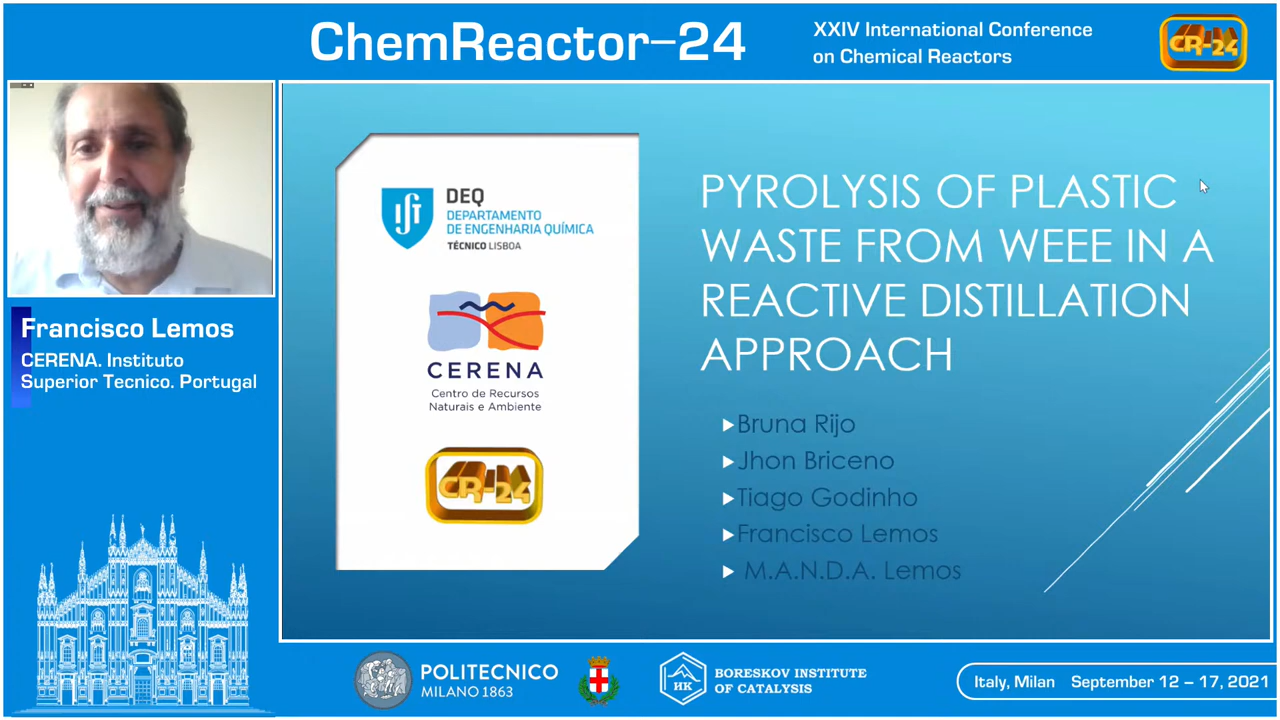 ChemReactor–24
XXIV International Conference
on Chemical Reactors
CR-24
Francisco Lemos
CERENA. Instituto
Superior Tecnico. Portugal
IST
DEQ
DEPARTAMENTO
DE ENGENHARIA QUÍMICA
TÉCNICO LISBOA
CERENA
Centro de Recursos
Naturais e Ambiente
CR-24
PYROLYSIS OF PLASTIC
WASTE FROM WEEE IN A
REACTIVE DISTILLATION
APPROACH
Bruna Rijo
Jhon Briceno
Tiago Godinho
Francisco Lemos
M.A.N.D.A. Lemos
POLITECNICO
MILANO 1863
НК
BORESKOV INSTITUTE
OF CATALYSIS
Italy, Milan September 12 – 17, 2021